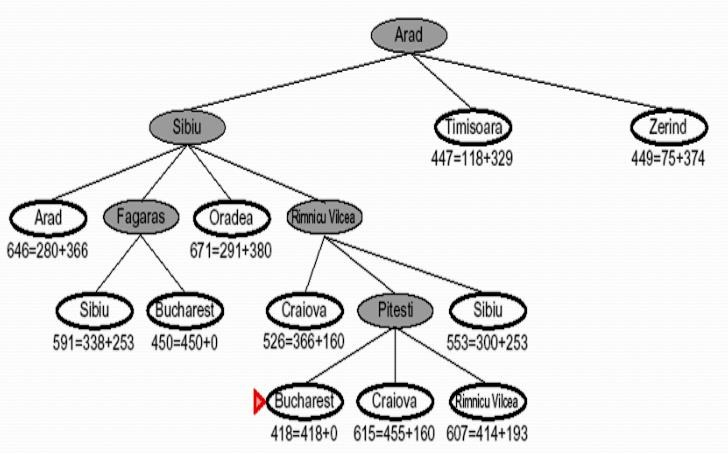 Arad
Sibiu Timisoara Zerind
447=118+329 449=75+374
Arad Fagaras Oradea Rimnicu Vilcea
646=280+366 671=291+380
Sibiu Bucharest Craiova Pitesti Sibiu
591=338+253 450=450+0 526=366+160 553=300+253
Bucharest Craiova Rimnicu Vilcea
418=418+0 615=455+160 607=414+193